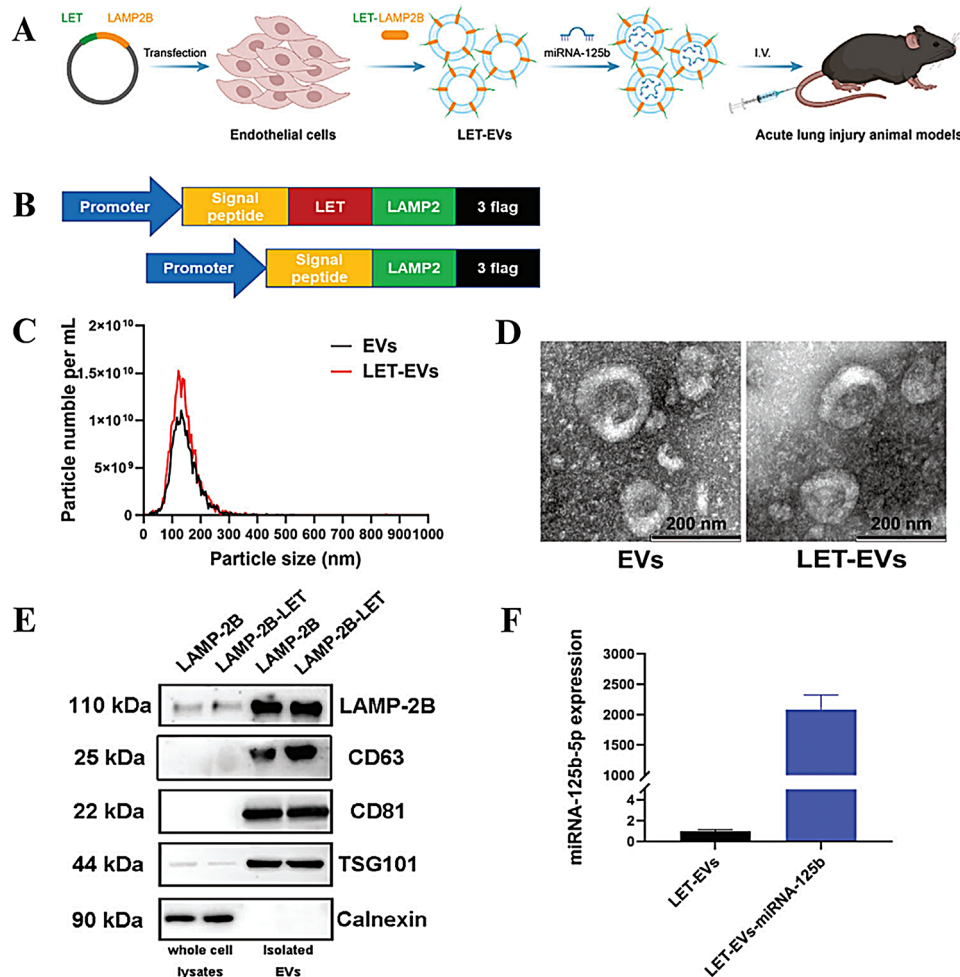 A
LET LAMP2B
Transfection
Endothelial cells
LET-LAMP2B
LET-EVs
miRNA-125b
I.V.
Acute lung injury animal models
B
Promoter Signal peptide LET LAMP2 3 flag
Promoter Signal peptide LAMP2 3 flag
C
Particle numble per mL
2×10¹⁰
1.5×10¹⁰
1×10¹⁰
5×10⁹
0
0 100 200 300 400 500 600 700 800 9001000
Particle size (nm)
EVs
LET-EVs
D
200 nm
200 nm
EVs
LET-EVs
E
LAMP-2B LAMP-2B-LET LAMP-2B LAMP-2B-LET
110 kDa LAMP-2B
25 kDa CD63
22 kDa CD81
44 kDa TSG101
90 kDa Calnexin
whole cell lysates
Isolated EVs
F
miRNA-125b-5p expression
3000
2500
2000
1500
1000
4
2
0
LET-EVs
LET-EVs-miRNA-125b